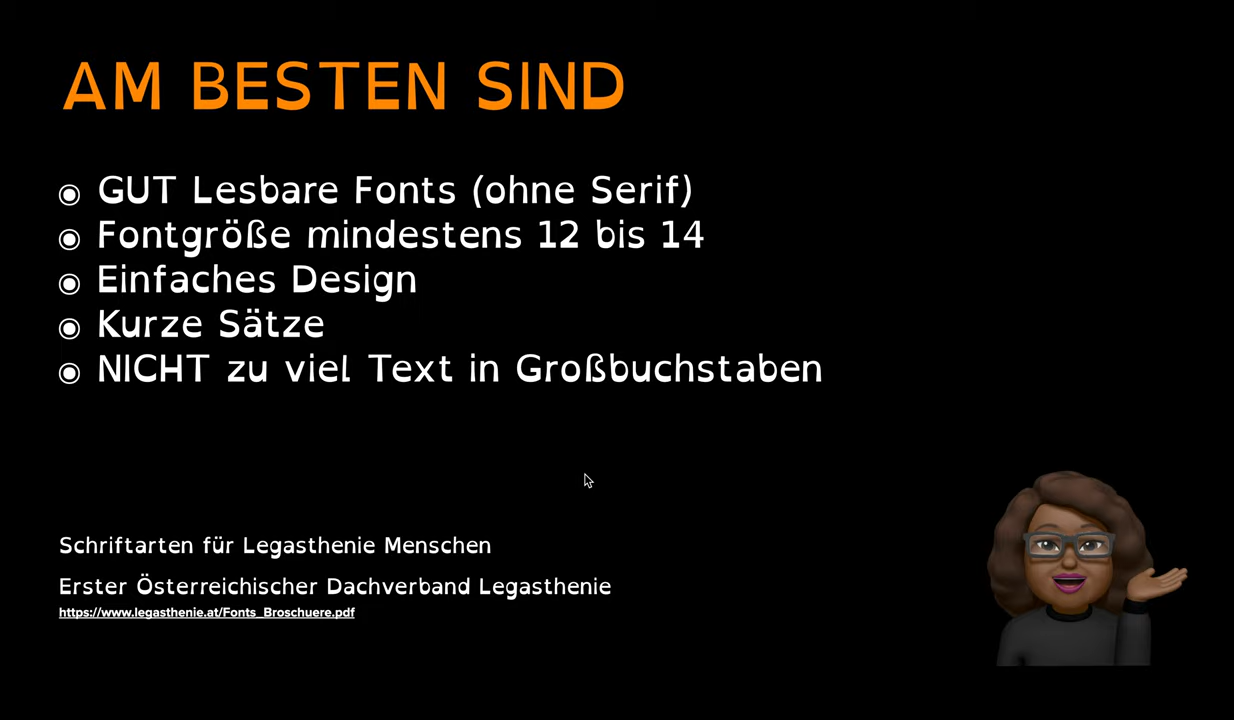 AM BESTEN SIND
◉ GUT Lesbare Fonts (ohne Serif)
◉ Fontgröße mindestens 12 bis 14
◉ Einfaches Design
◉ Kurze Sätze
◉ NICHT zu viel Text in Großbuchstaben
Schriftarten für Legasthenie Menschen
Erster Österreichischer Dachverband Legasthenie
https://www.legasthenie.at/Fonts_Broschuere.pdf